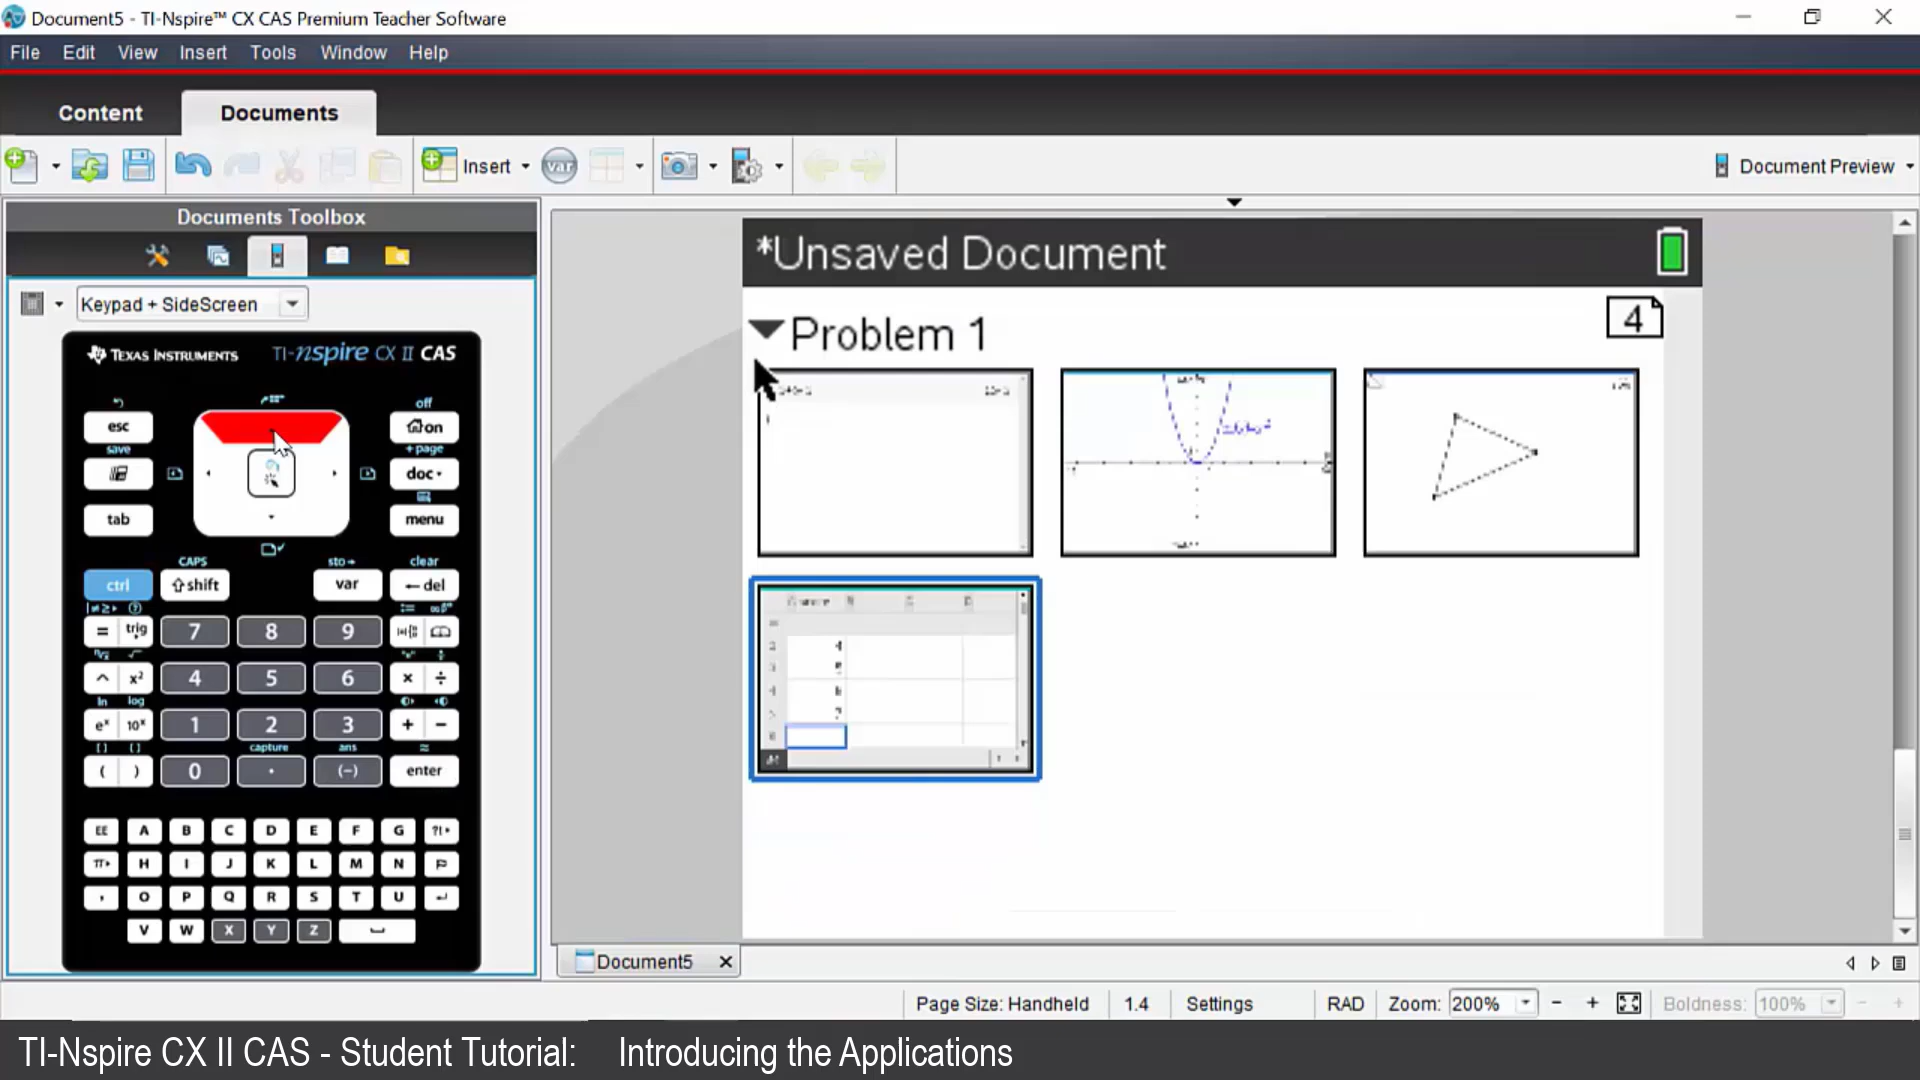 Document5 - TI-Nspire™ CX CAS Premium Teacher Software
File Edit View Insert Tools Window Help
Content Documents
Insert var Document Preview
Documents Toolbox
Keypad + SideScreen
TEXAS INSTRUMENTS TI-nspire CX II CAS
off
esc on
save +page
doc
tab menu
CAPS sto→ clear
ctrl ⇧shift var ←del
= trig 7 8 9
^ x² 4 5 6 × ÷
ln log
eˣ 10ˣ 1 2 3 + −
[ ] { } capture ans ≈
( ) 0 . (−) enter
EE A B C D E F G ?!▸
π▸ H I J K L M N
, O P Q R S T U
V W X Y Z
*Unsaved Document
Problem 1
4
Document5
Page Size: Handheld 1.4 Settings RAD Zoom: 200% − + Boldness: 100% − +
TI-Nspire CX II CAS - Student Tutorial: Introducing the Applications